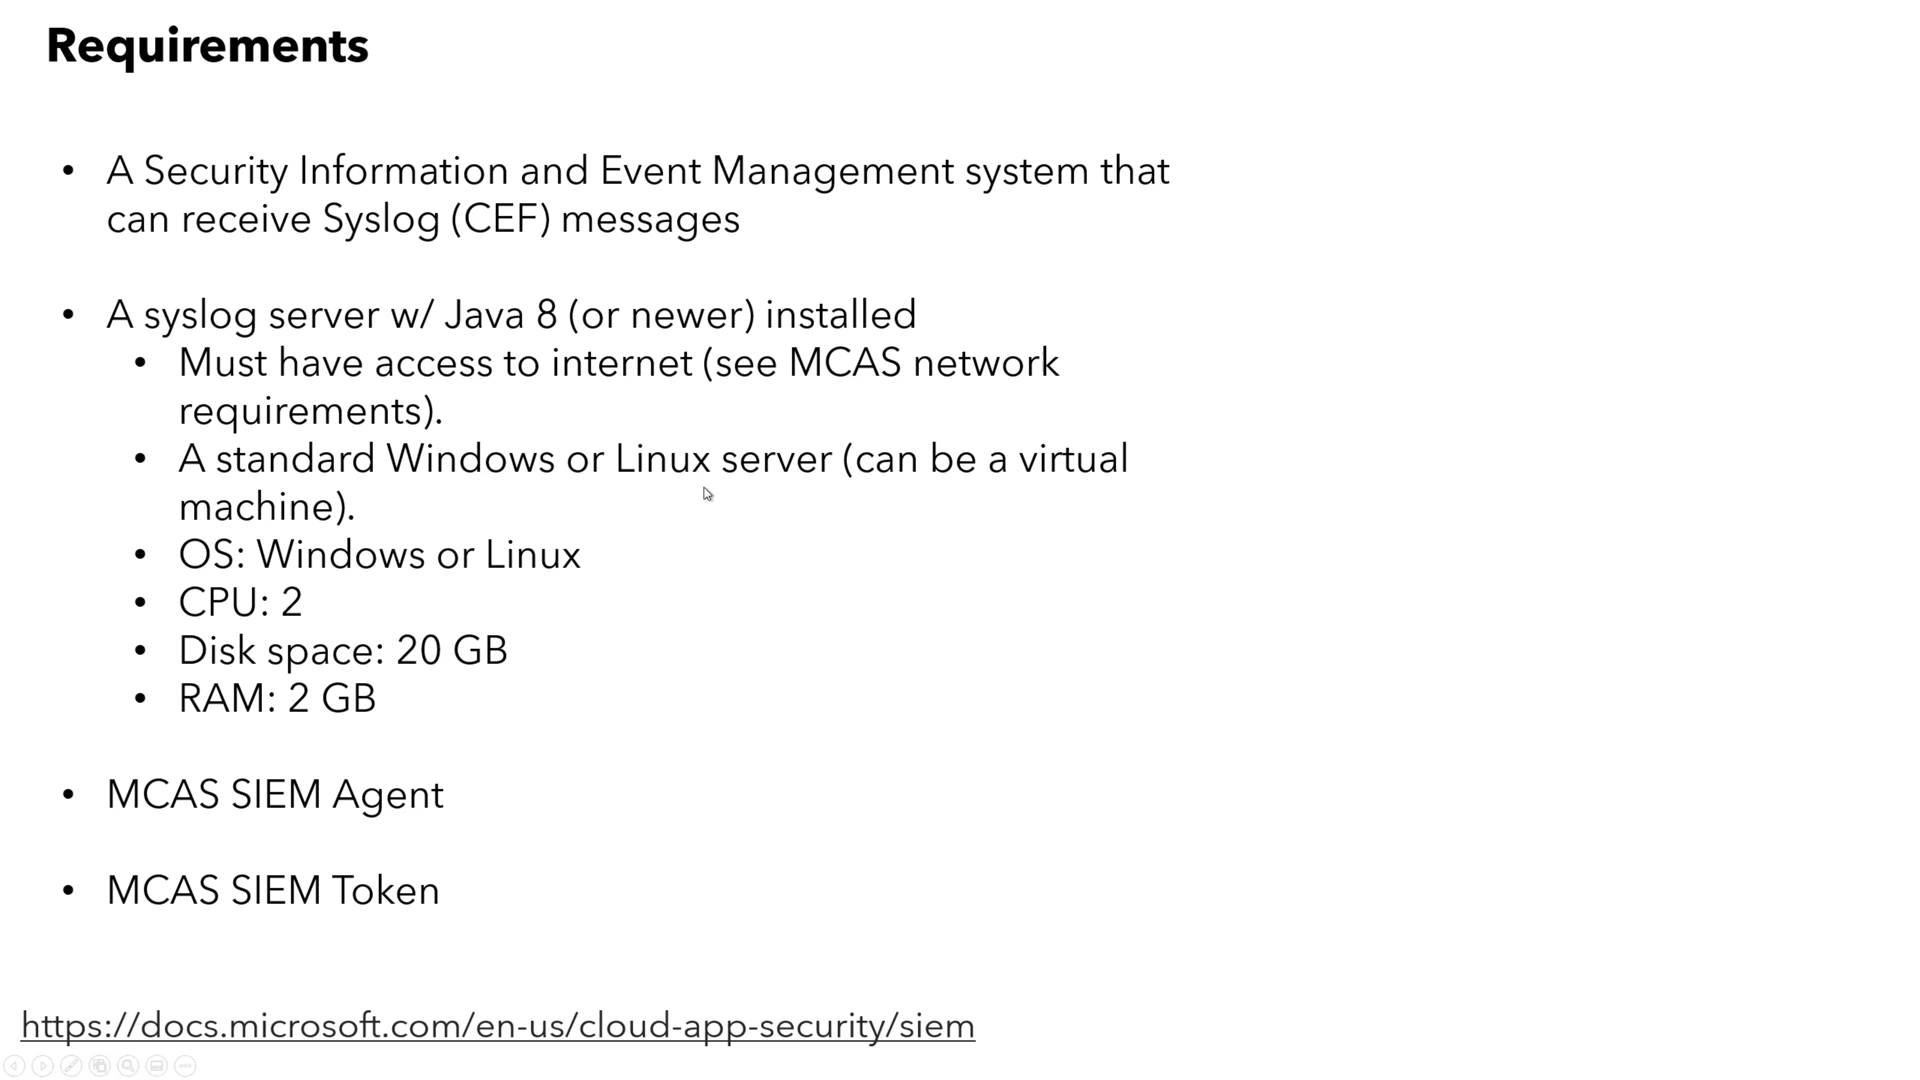 Requirements
• A Security Information and Event Management system that
can receive Syslog (CEF) messages
• A syslog server w/ Java 8 (or newer) installed
• Must have access to internet (see MCAS network
requirements).
• A standard Windows or Linux server (can be a virtual
machine).
• OS: Windows or Linux
• CPU: 2
• Disk space: 20 GB
• RAM: 2 GB
• MCAS SIEM Agent
• MCAS SIEM Token
https://docs.microsoft.com/en-us/cloud-app-security/siem